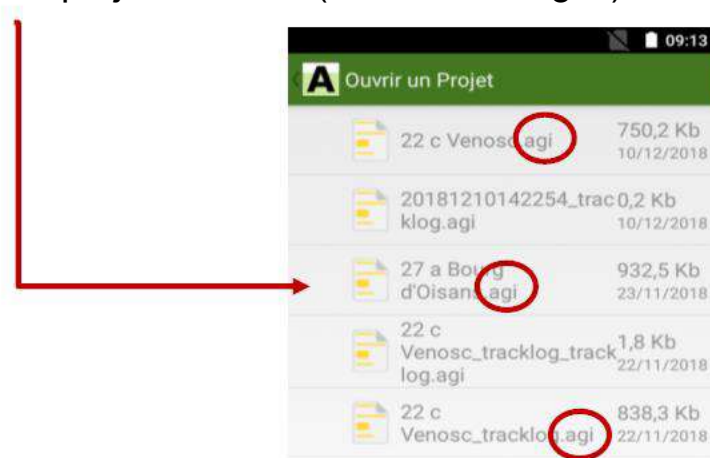 09:13
A Ouvrir un Projet
22 c Venosc.agi 750,2 Kb
10/12/2018
20181210142254_trac 0,2 Kb
klog.agi 10/12/2018
27 a Bourg 932,5 Kb
d'Oisans.agi 23/11/2018
22 c
Venosc_tracklog_track 1,8 Kb
log.agi 22/11/2018
22 c 838,3 Kb
Venosc_tracklog.agi 22/11/2018